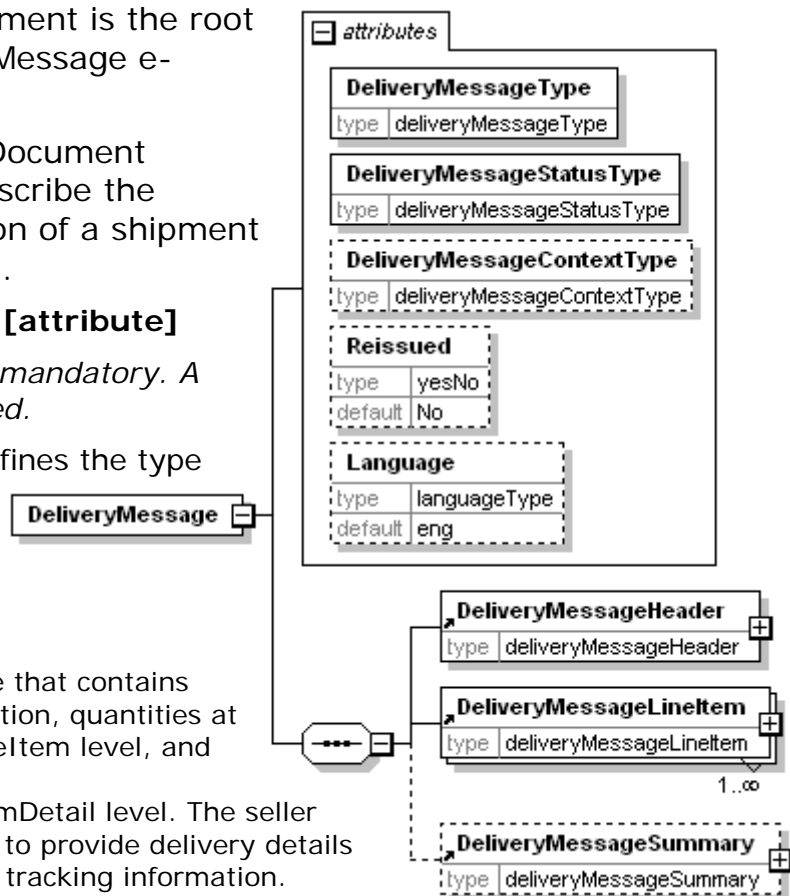 ment is the root
Message e-
Document
scribe the
on of a shipment
.
[attribute]
mandatory. A
ed.
fines the type
e that contains
tion, quantities at
eItem level, and
mDetail level. The seller
to provide delivery details
tracking information.
attributes
DeliveryMessageType
type deliveryMessageType
DeliveryMessageStatusType
type deliveryMessageStatusType
DeliveryMessageContextType
type deliveryMessageContextType
Reissued
type yesNo
default No
Language
type languageType
default eng
DeliveryMessage
DeliveryMessageHeader
type deliveryMessageHeader
DeliveryMessageLineItem
type deliveryMessageLineItem
1..∞
DeliveryMessageSummary
type deliveryMessageSummary